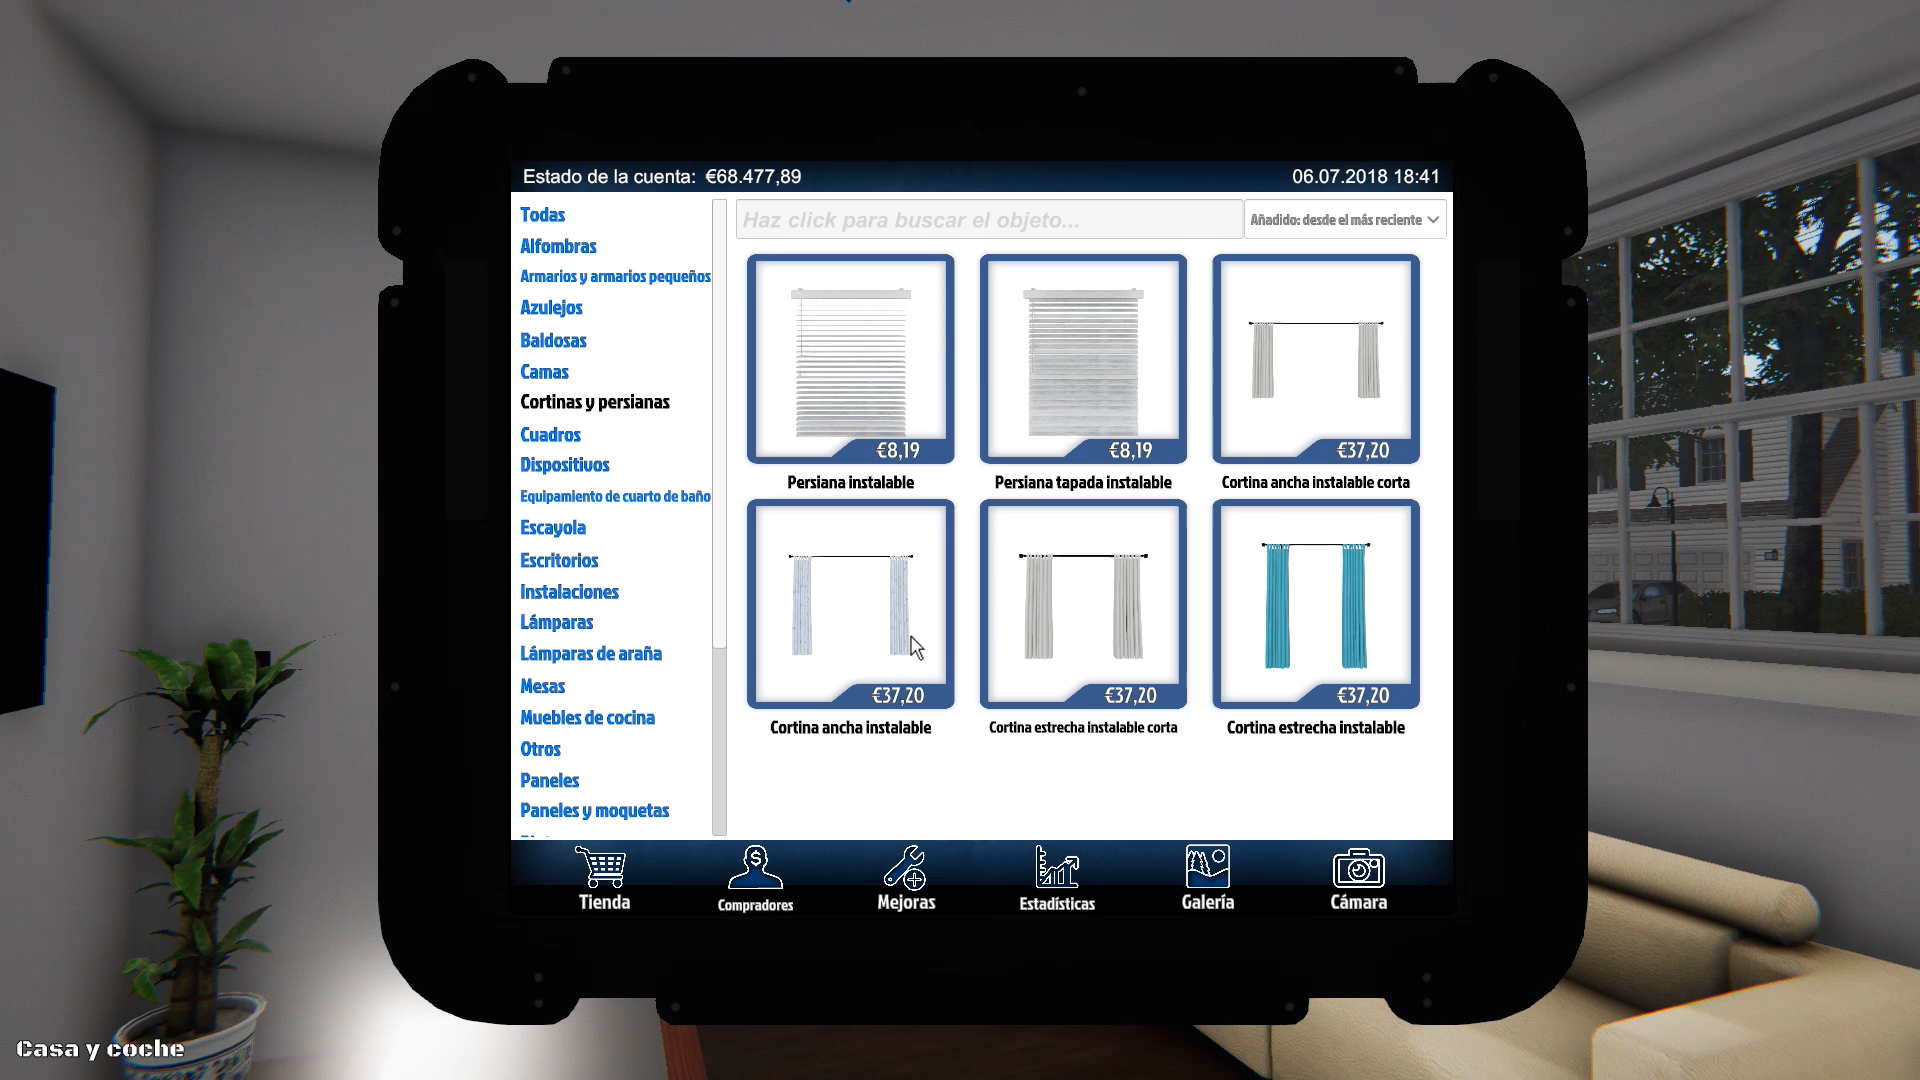 Estado de la cuenta: €68.477,89
06.07.2018 18:41
Todas
Alfombras
Armarios y armarios pequeños
Azulejos
Baldosas
Camas
Cortinas y persianas
Cuadros
Dispositivos
Equipamiento de cuarto de baño
Escayola
Escritorios
Instalaciones
Lámparas
Lámparas de araña
Mesas
Muebles de cocina
Otros
Paneles
Paneles y moquetas
Haz click para buscar el objeto...
Añadido: desde el más reciente
€8,19
€8,19
€37,20
Persiana instalable
Persiana tapada instalable
Cortina ancha instalable corta
€37,20
€37,20
€37,20
Cortina ancha instalable
Cortina estrecha instalable corta
Cortina estrecha instalable
Tienda
Compradores
Mejoras
Estadísticas
Galería
Cámara
Casa y coche